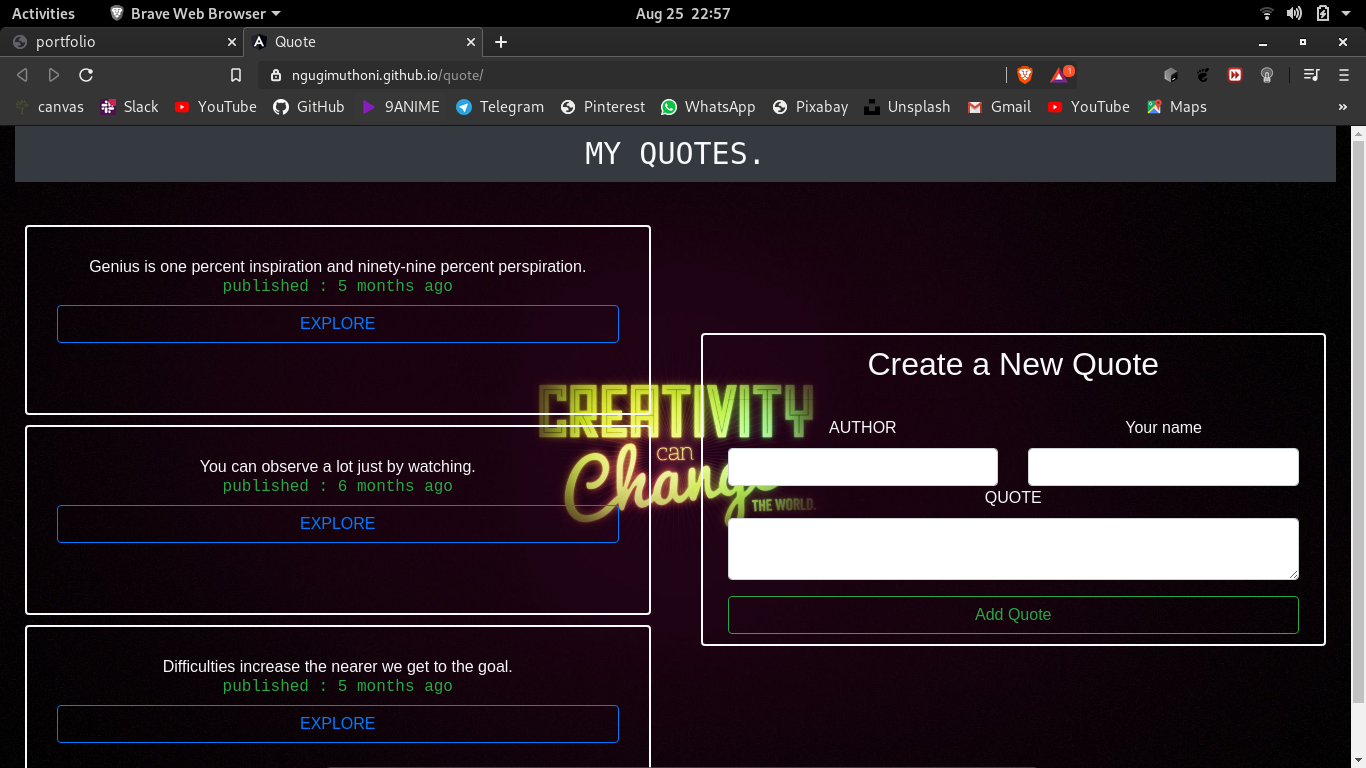 Activities
Brave Web Browser
Aug 25 22:57
portfolio
Quote
ngugimuthoni.github.io/quote/
1
canvas
Slack
YouTube
GitHub
9ANIME
Telegram
Pinterest
WhatsApp
Pixabay
Unsplash
Gmail
YouTube
Maps
»
MY QUOTES.
Genius is one percent inspiration and ninety-nine percent perspiration.
published : 5 months ago
EXPLORE
You can observe a lot just by watching.
published : 6 months ago
EXPLORE
Difficulties increase the nearer we get to the goal.
published : 5 months ago
EXPLORE
CREATIVITY
can
Change
THE WORLD.
Create a New Quote
AUTHOR
Your name
QUOTE
Add Quote